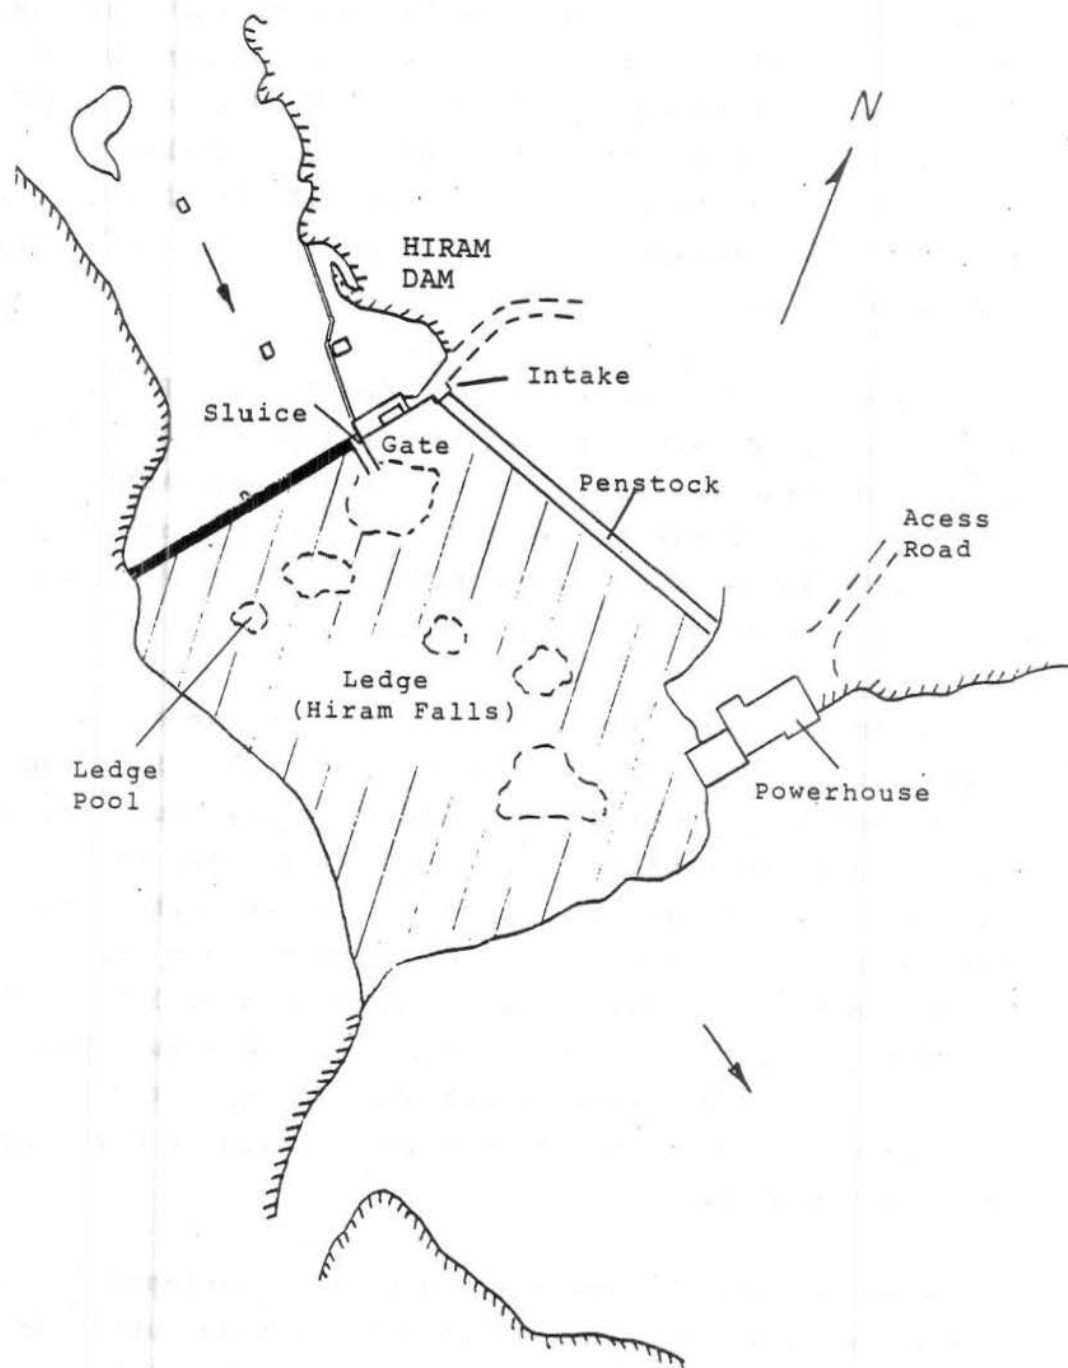 N
HIRAM
DAM
Intake
Sluice
Gate
Penstock
Acess
Road
Ledge
(Hiram Falls)
Ledge
Pool
Powerhouse